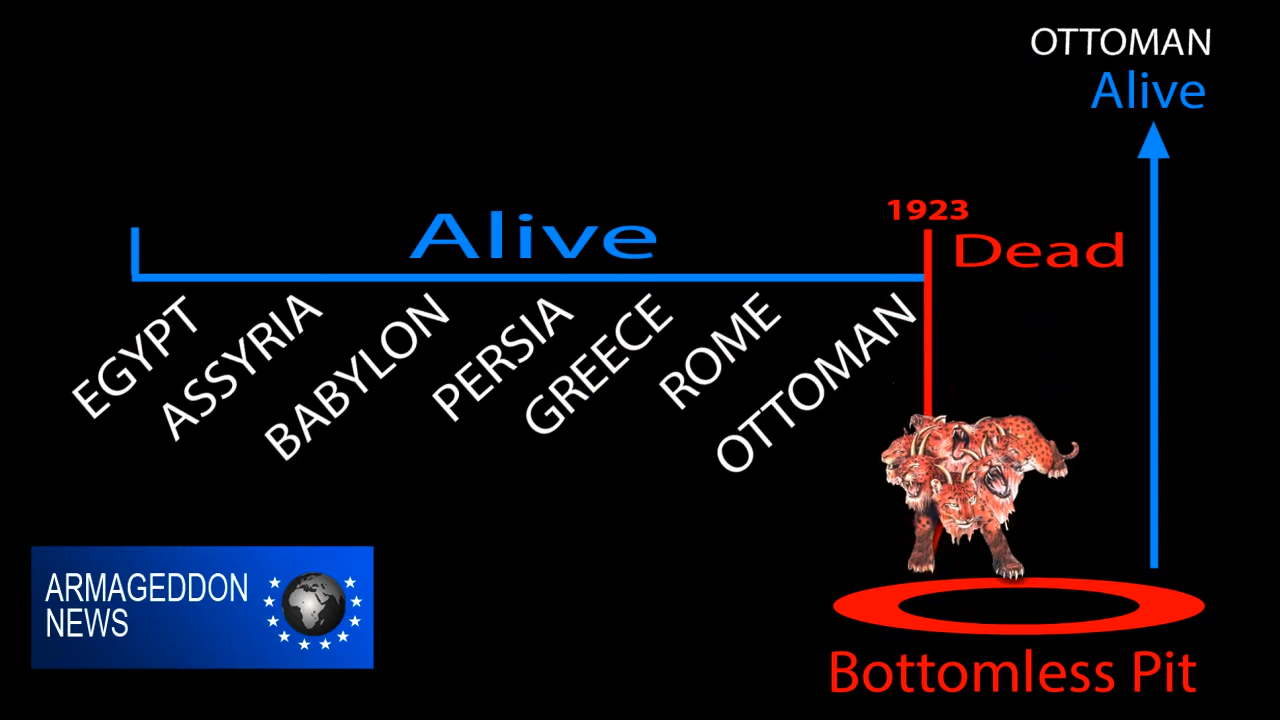 OTTOMAN
Alive
1923
Alive
Dead
EGYPT
ASSYRIA
BABYLON
PERSIA
GREECE
ROME
OTTOMAN
ARMAGEDDON
NEWS
Bottomless Pit